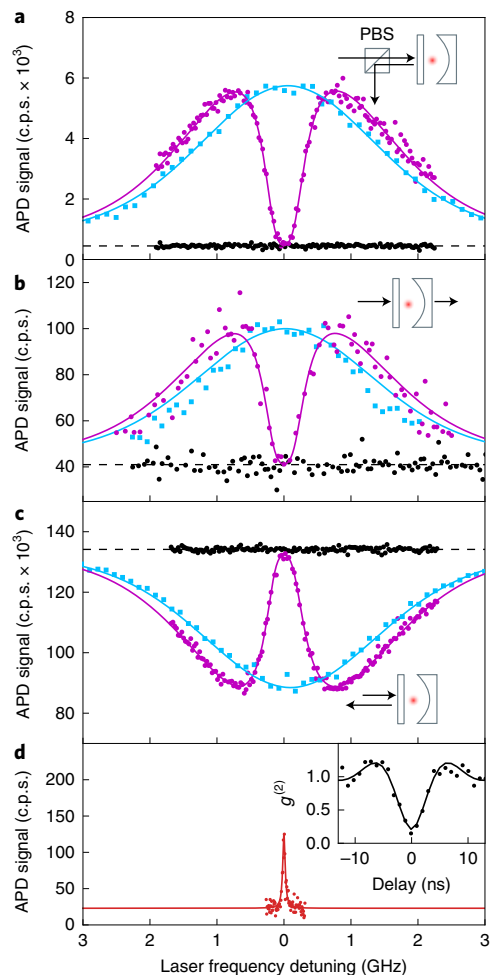 a
PBS
APD signal (c.p.s. × 10³)
6
4
2
0
b
APD signal (c.p.s.)
120
100
80
60
40
c
APD signal (c.p.s. × 10³)
140
120
100
80
d
APD signal (c.p.s.)
200
150
100
50
0
g⁽²⁾
1.0
0.5
0.0
−10 0 10
Delay (ns)
3 2 1 0 1 2 3
Laser frequency detuning (GHz)